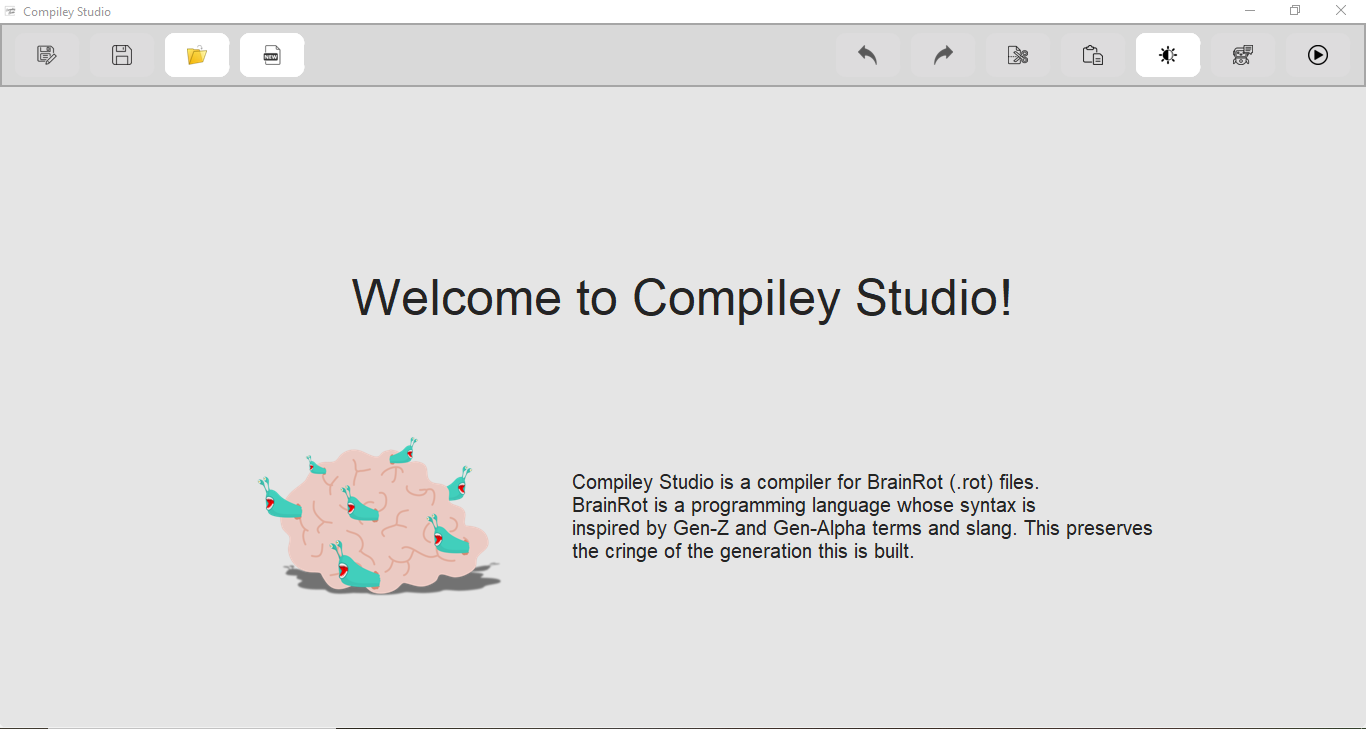 Compiley Studio
NEW
Welcome to Compiley Studio!
Compiley Studio is a compiler for BrainRot (.rot) files.
BrainRot is a programming language whose syntax is
inspired by Gen-Z and Gen-Alpha terms and slang. This preserves
the cringe of the generation this is built.